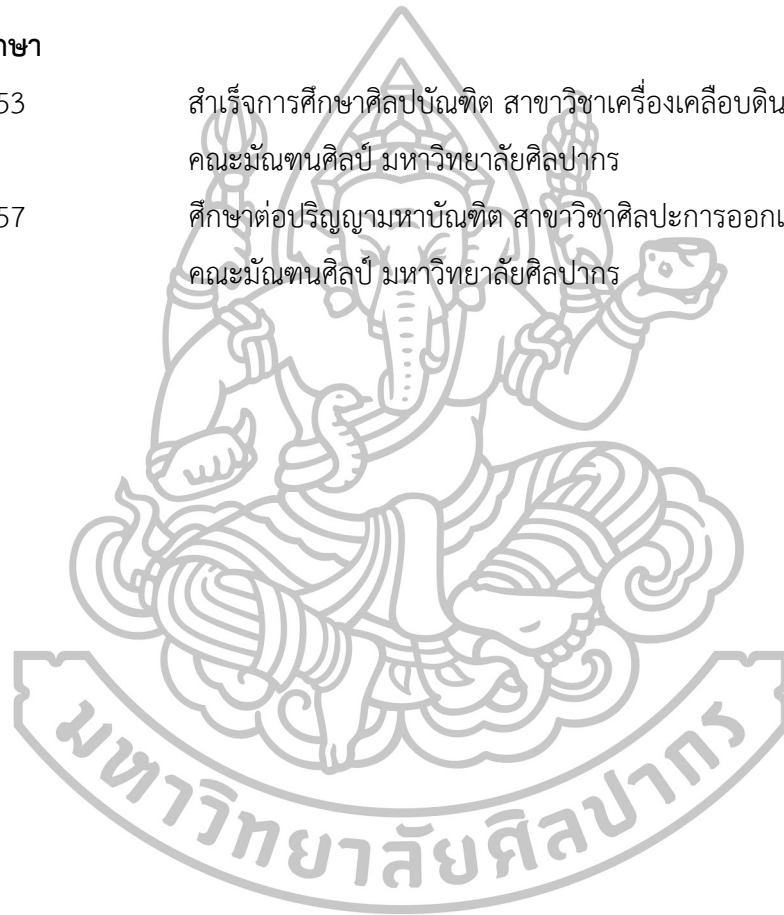 กษา
53 สำเร็จการศึกษาศิลปบัณฑิต สาขาวิชาเครื่องเคลือบดิน
คณะมัณฑนศิลป์ มหาวิทยาลัยศิลปากร
57 ศึกษาต่อปริญญามหาบัณฑิต สาขาวิชาศิลปะการออกแ
คณะมัณฑนศิลป์ มหาวิทยาลัยศิลปากร
มหาวิทยาลัยศิลปากร